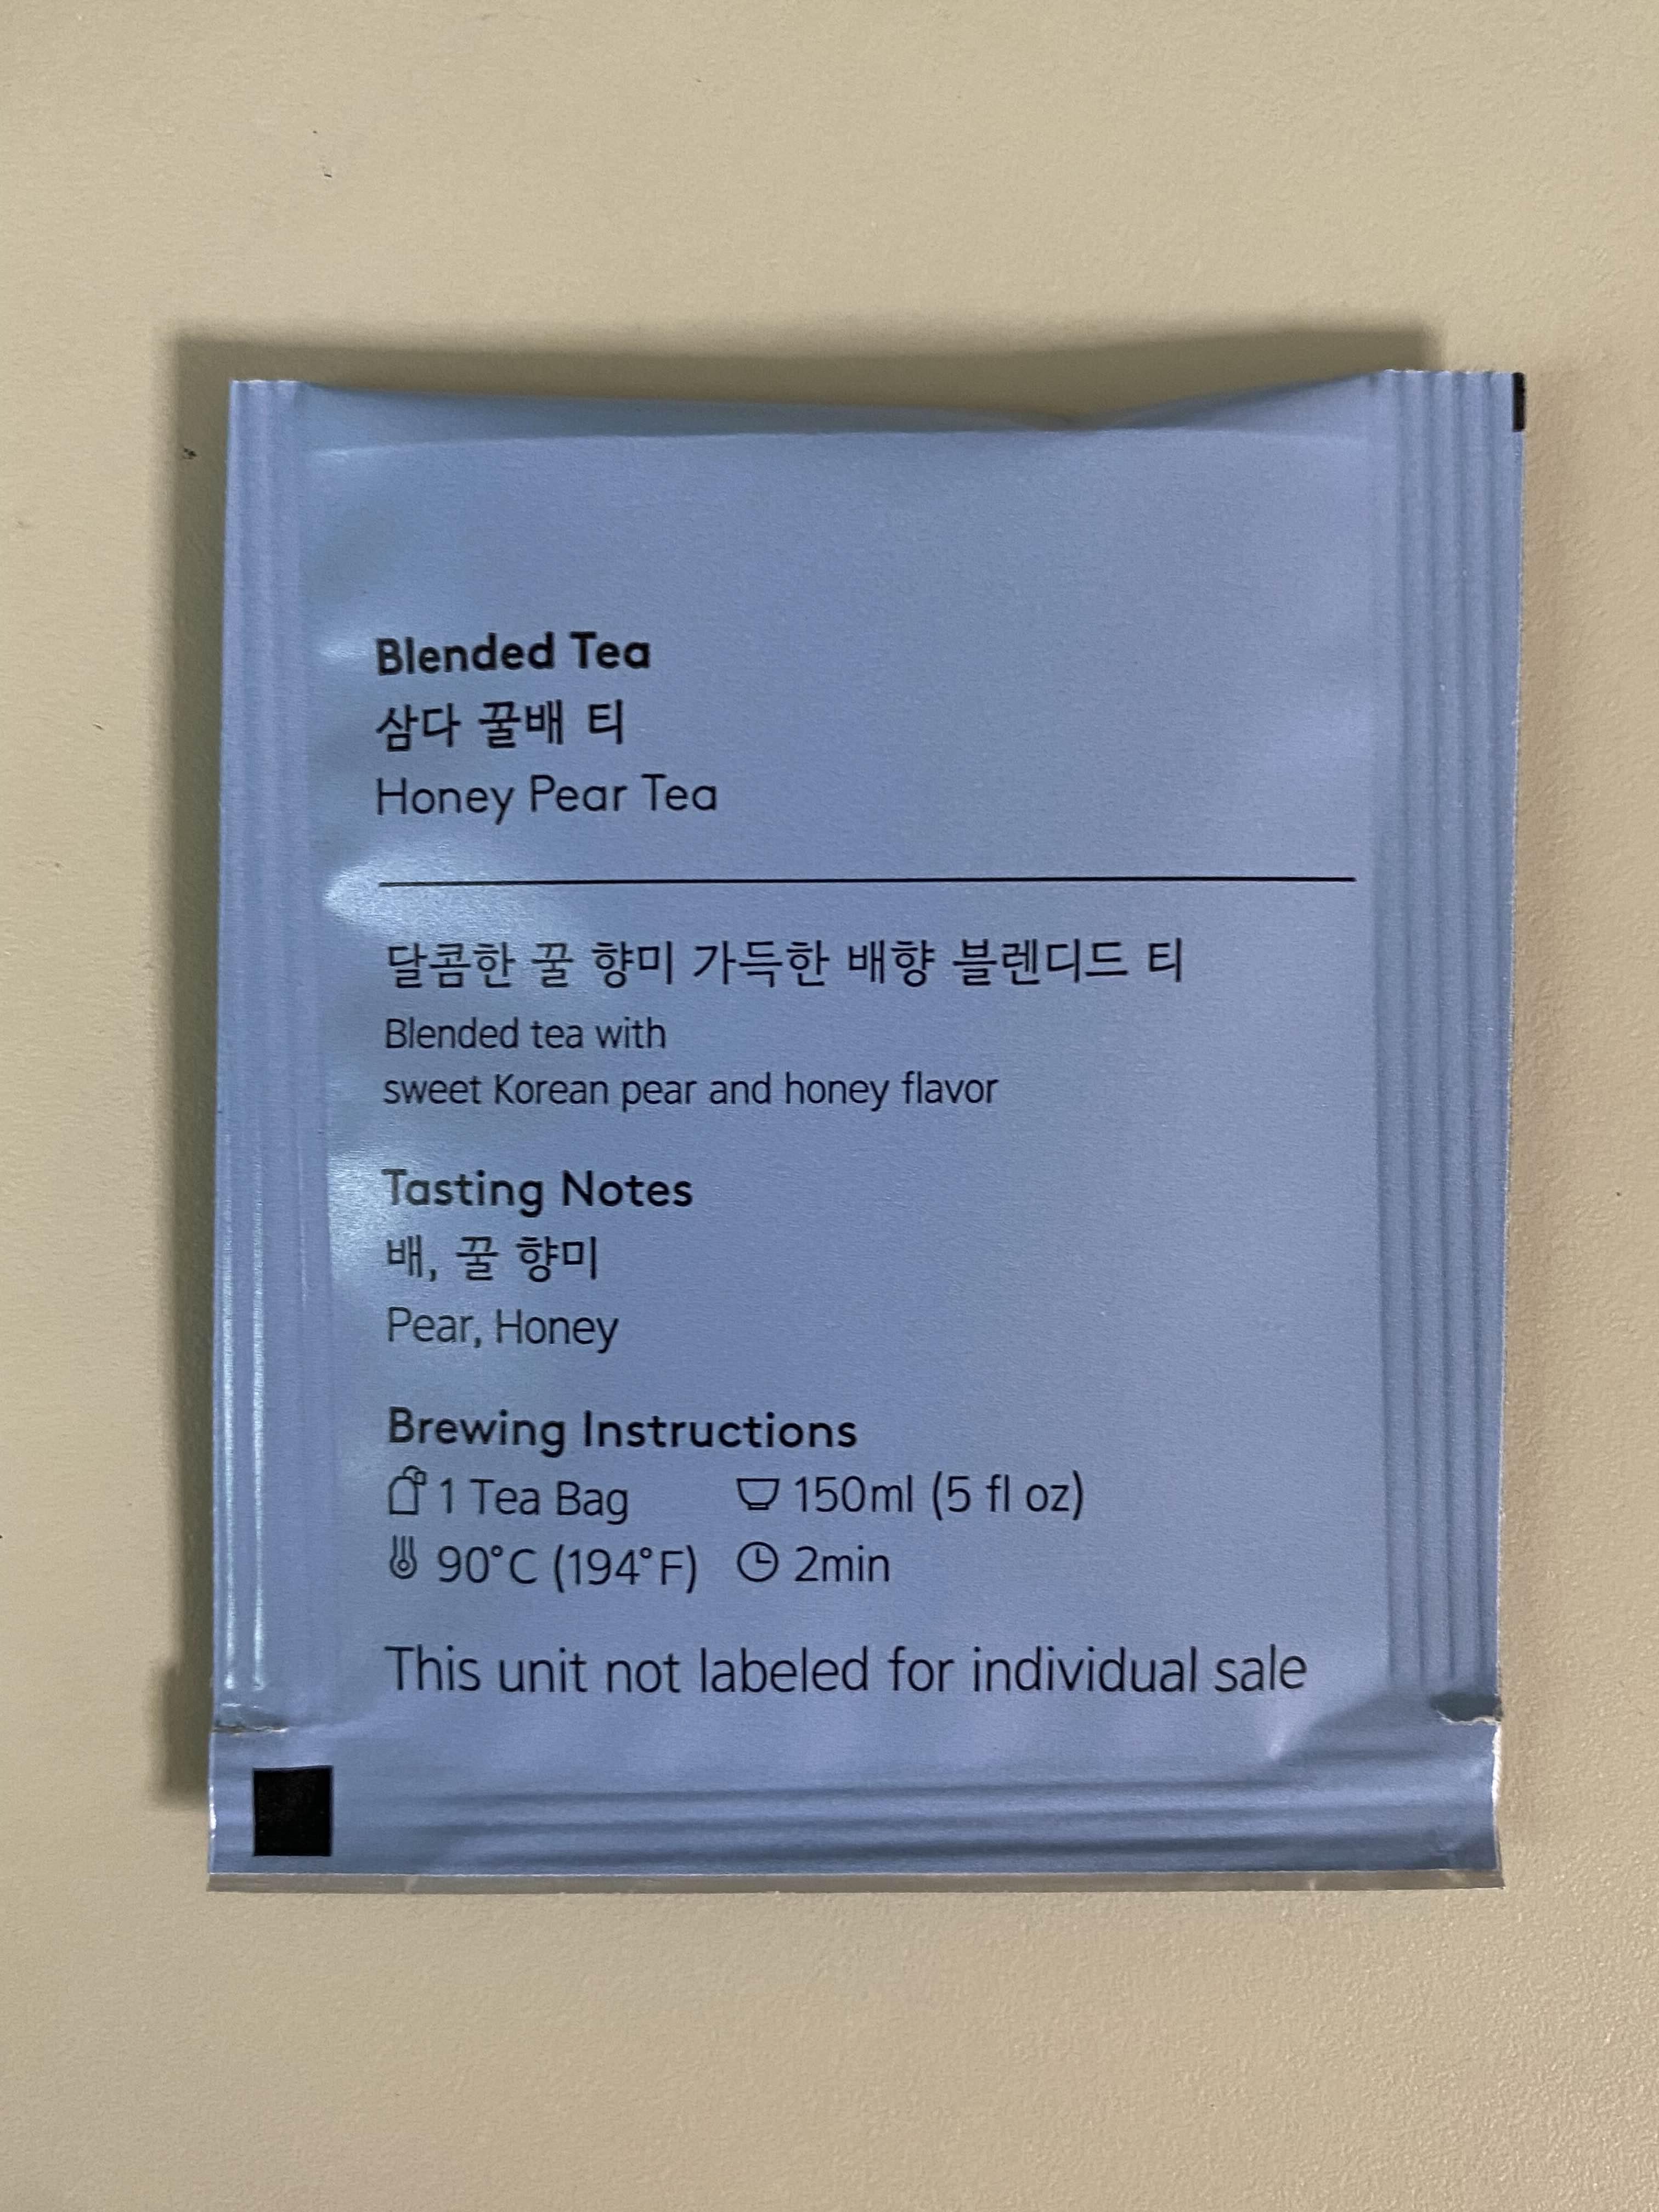 Blended Tea
삼다 꿀배 티
Honey Pear Tea
달콤한 꿀 향미 가득한 배향 블렌디드 티
Blended tea with
sweet Korean pear and honey flavor
Tasting Notes
배, 꿀 향미
Pear, Honey
Brewing Instructions
1 Tea Bag 150ml (5 fl oz)
90°C (194°F) 2min
This unit not labeled for individual sale